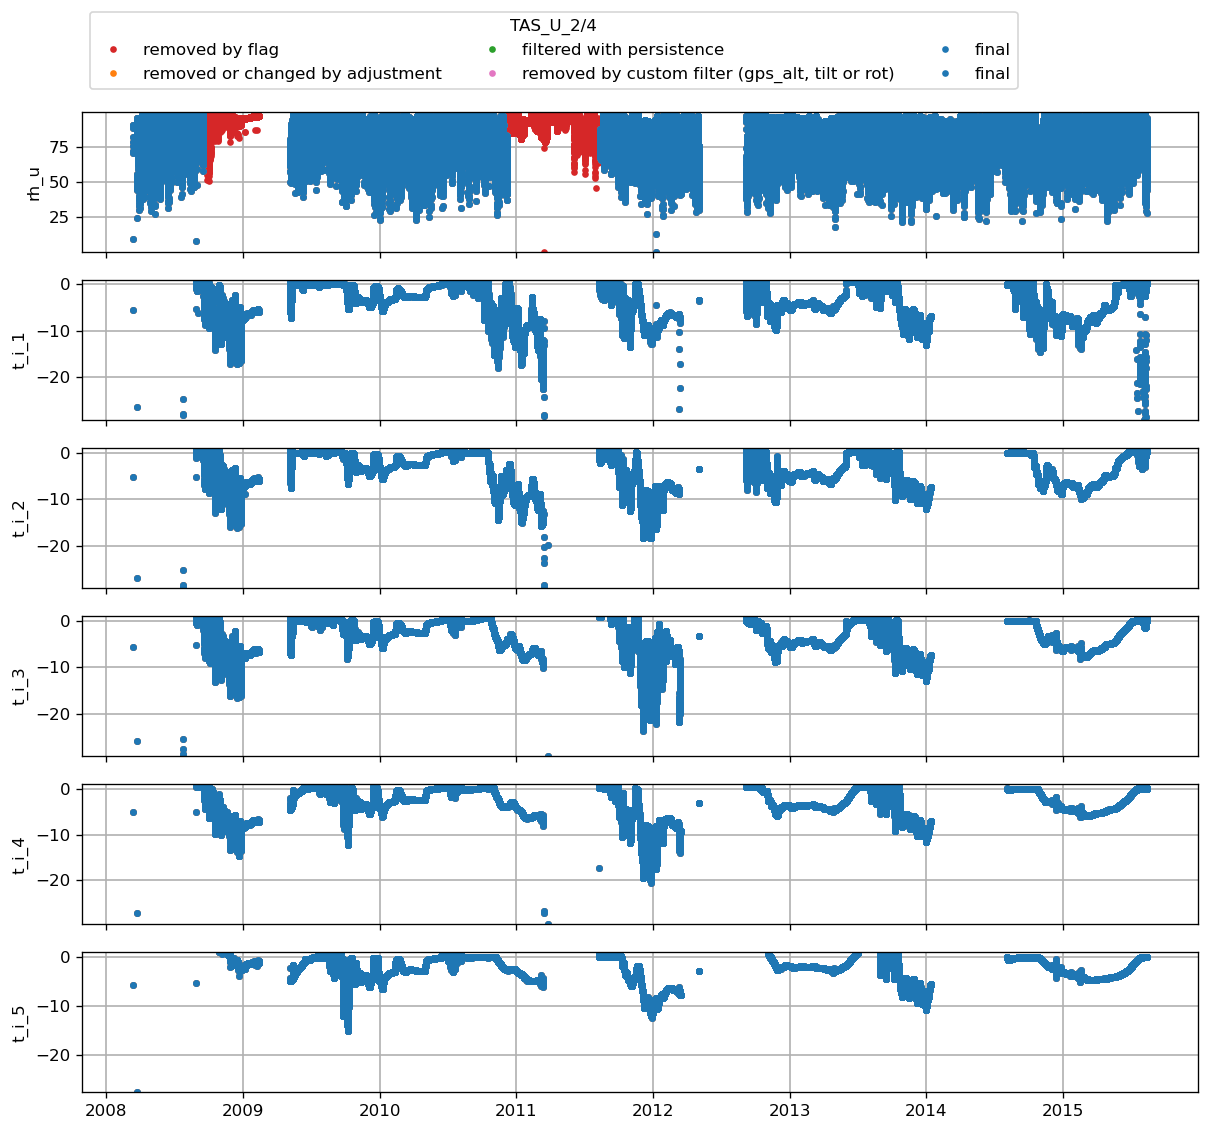 TAS_U_2/4
removed by flag
removed or changed by adjustment
filtered with persistence
removed by custom filter (gps_alt, tilt or rot)
final
final
75
50
25
rh_u
0
−10
−20
t_i_1
0
−10
−20
t_i_2
0
−10
−20
t_i_3
0
−10
−20
t_i_4
0
−10
−20
t_i_5
2008 2009 2010 2011 2012 2013 2014 2015